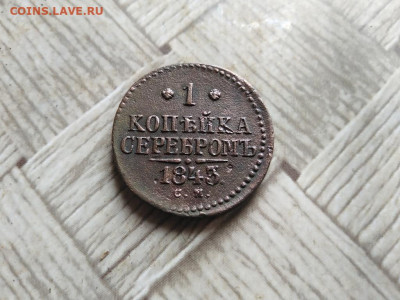 COINS.LAVE.RU
1
КОПѢЙКА
СЕРЕБРОМЪ
1843.
С. М.